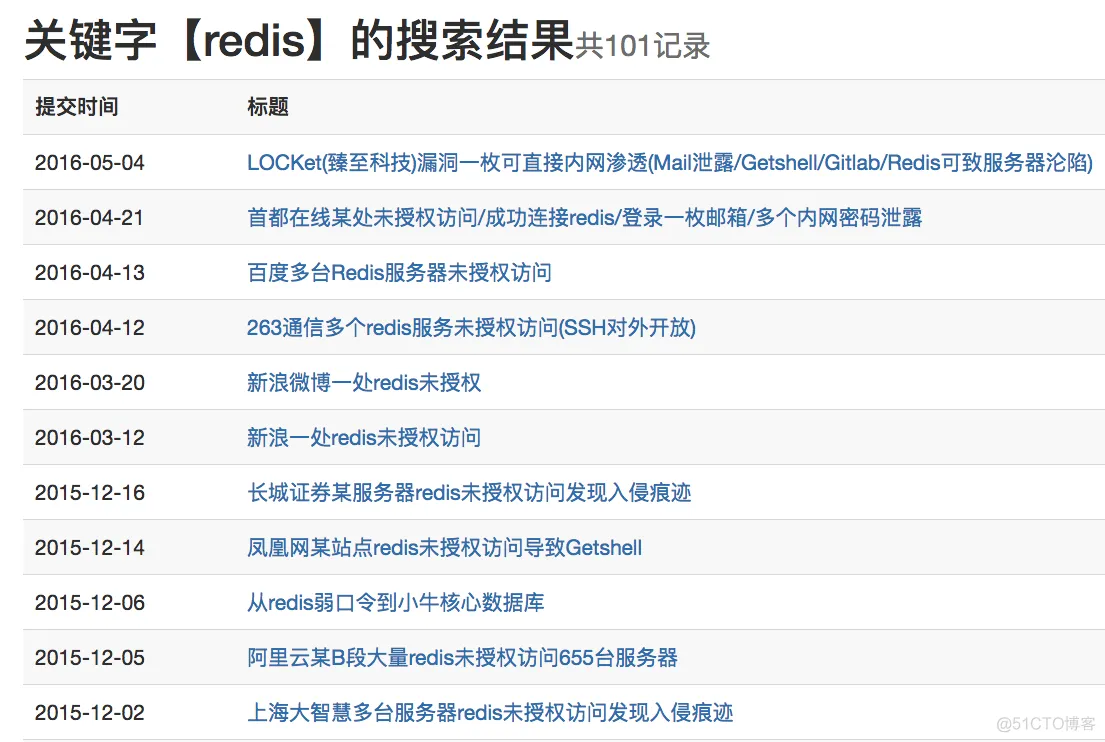 关键字【redis】的搜索结果共101记录
提交时间 标题
2016-05-04 LOCKet(臻至科技)漏洞一枚可直接内网渗透(Mail泄露/Getshell/Gitlab/Redis可致服务器沦陷)
2016-04-21 首都在线某处未授权访问/成功连接redis/登录一枚邮箱/多个内网密码泄露
2016-04-13 百度多台Redis服务器未授权访问
2016-04-12 263通信多个redis服务未授权访问(SSH对外开放)
2016-03-20 新浪微博一处redis未授权
2016-03-12 新浪一处redis未授权访问
2015-12-16 长城证券某服务器redis未授权访问发现入侵痕迹
2015-12-14 凤凰网某站点redis未授权访问导致Getshell
2015-12-06 从redis弱口令到小牛核心数据库
2015-12-05 阿里云某B段大量redis未授权访问655台服务器
2015-12-02 上海大智慧多台服务器redis未授权访问发现入侵痕迹
@51CTO博客